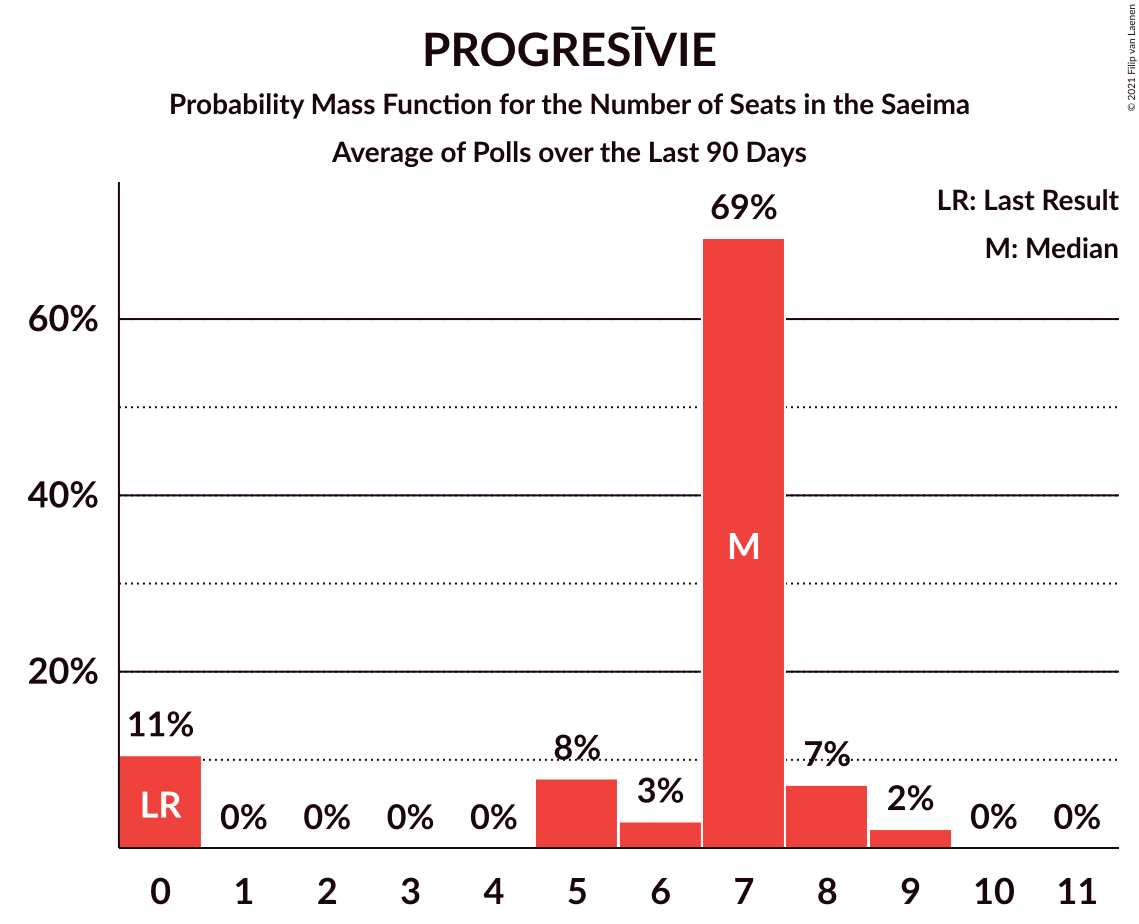 PROGRESĪVIE
Probability Mass Function for the Number of Seats in the Saeima
Average of Polls over the Last 90 Days
© 2021 Filip van Laenen
LR: Last Result
M: Median
60%
40%
20%
11%
0%
0%
0%
0%
8%
3%
69%
7%
2%
0%
0%
LR
M
0 1 2 3 4 5 6 7 8 9 10 11